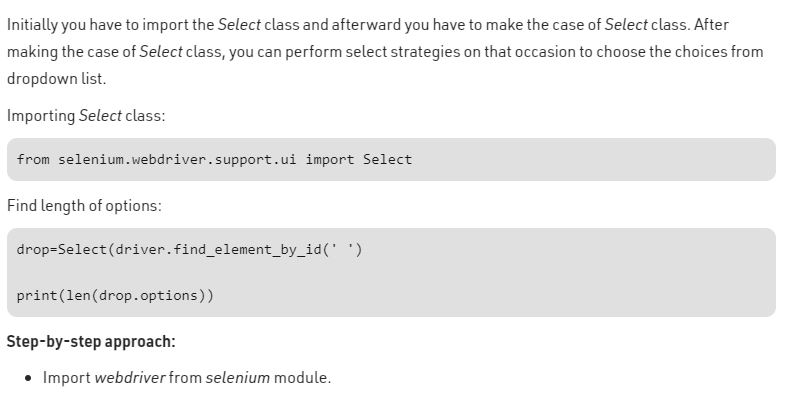 Initially you have to import the Select class and afterward you have to make the case of Select class. After
making the case of Select class, you can perform select strategies on that occasion to choose the choices from
dropdown list.
Importing Select class:
from selenium.webdriver.support.ui import Select
Find length of options:
drop=Select(driver.find_element_by_id(' ')
print(len(drop.options))
Step-by-step approach:
• Import webdriver from selenium module.